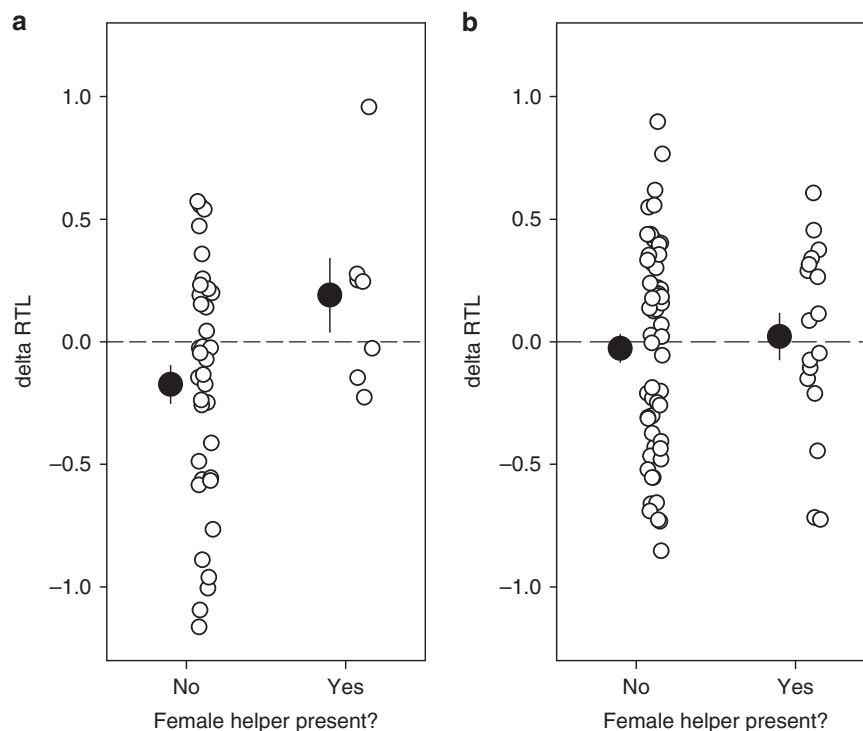 a
1.0
0.5
0.0
–0.5
–1.0
delta RTL
No Yes
Female helper present?
b
1.0
0.5
0.0
–0.5
–1.0
delta RTL
No Yes
Female helper present?